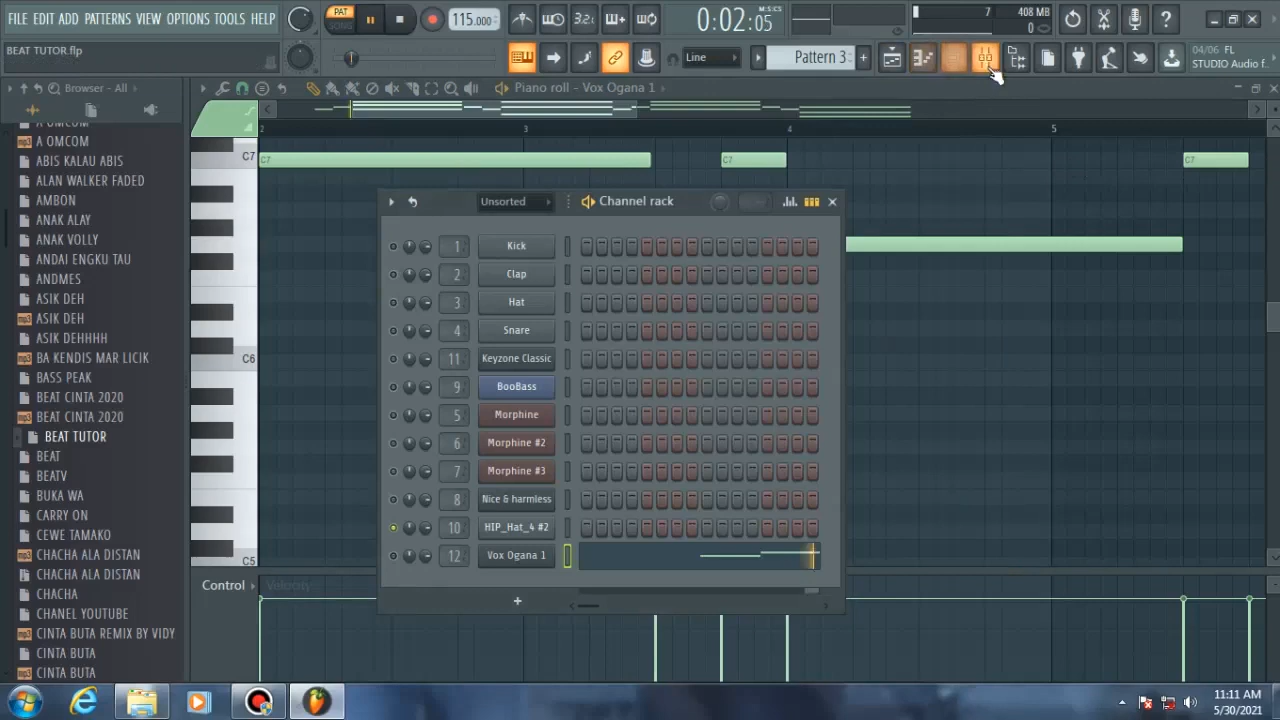 FILE EDIT ADD PATTERNS VIEW OPTIONS TOOLS HELP
BEAT TUTOR.flp
PAT
SONG
115.000
3.2.
0:02:05
M:S:CS
7
408 MB
0
Line
Pattern 3
04/06 FL
STUDIO Audio f..
Browser - All
Piano roll - Vox Ogana 1
2
3
4
5
A OMCOM
A OMCOM
ABIS KALAU ABIS
ALAN WALKER FADED
AMBON
ANAK ALAY
ANAK VOLLY
ANDAI ENGKU TAU
ANDMES
ASIK DEH
ASIK DEH
ASIK DEHHHH
BA KENDIS MAR LICIK
BASS PEAK
BEAT CINTA 2020
BEAT CINTA 2020
BEAT TUTOR
BEAT
BEATV
BUKA WA
CARRY ON
CEWE TAMAKO
CHACHA ALA DISTAN
CHACHA ALA DISTAN
CHACHA
CHANEL YOUTUBE
CINTA BUTA REMIX BY VIDY
CINTA BUTA
CINTA BUTA
C7
C7
C7
C7
C6
C5
Unsorted
Channel rack
1 Kick
2 Clap
3 Hat
4 Snare
11 Keyzone Classic
9 BooBass
5 Morphine
6 Morphine #2
7 Morphine #3
8 Nice & harmless
10 HIP_Hat_4 #2
12 Vox Ogana 1
+
Control
Velocity
11:11 AM
5/30/2021